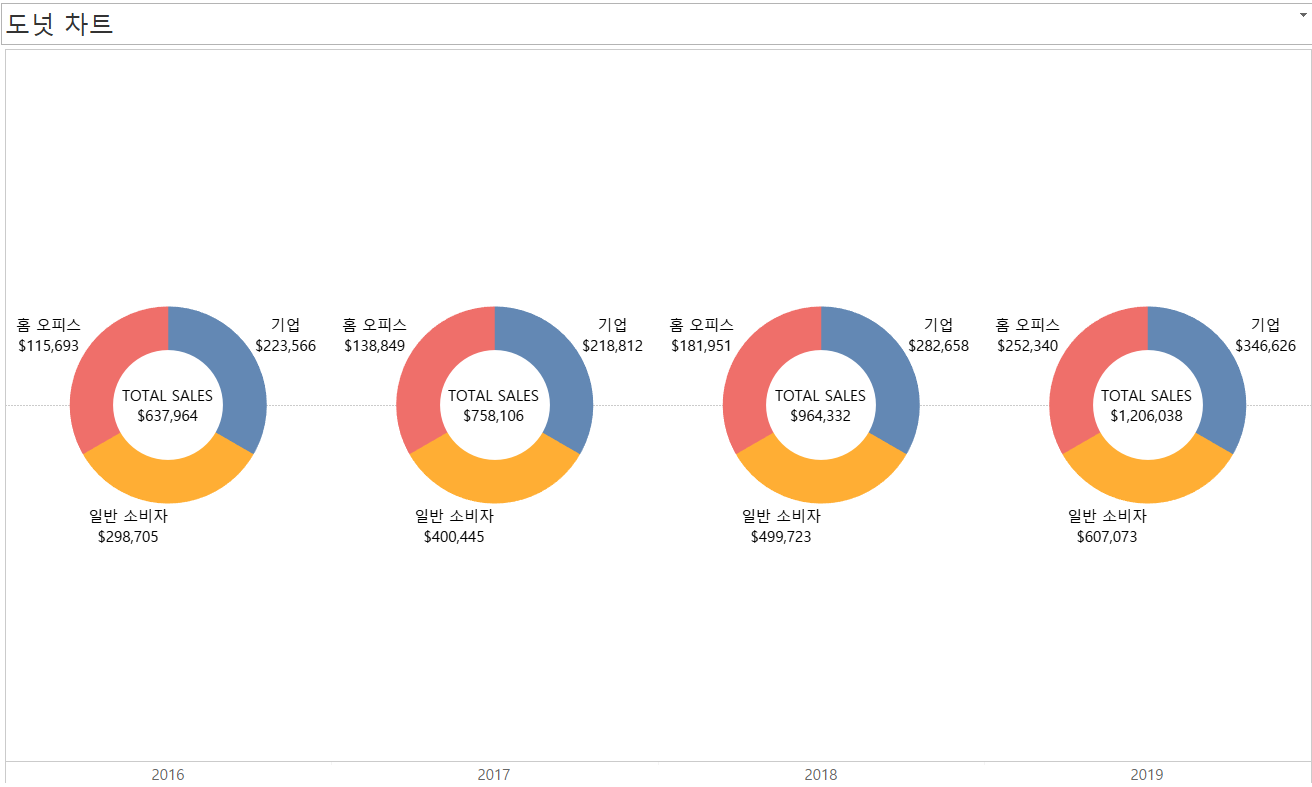 도넛 차트
홈 오피스
$115,693
기업
$223,566
TOTAL SALES
$637,964
일반 소비자
$298,705
홈 오피스
$138,849
기업
$218,812
TOTAL SALES
$758,106
일반 소비자
$400,445
홈 오피스
$181,951
기업
$282,658
TOTAL SALES
$964,332
일반 소비자
$499,723
홈 오피스
$252,340
기업
$346,626
TOTAL SALES
$1,206,038
일반 소비자
$607,073
2016
2017
2018
2019